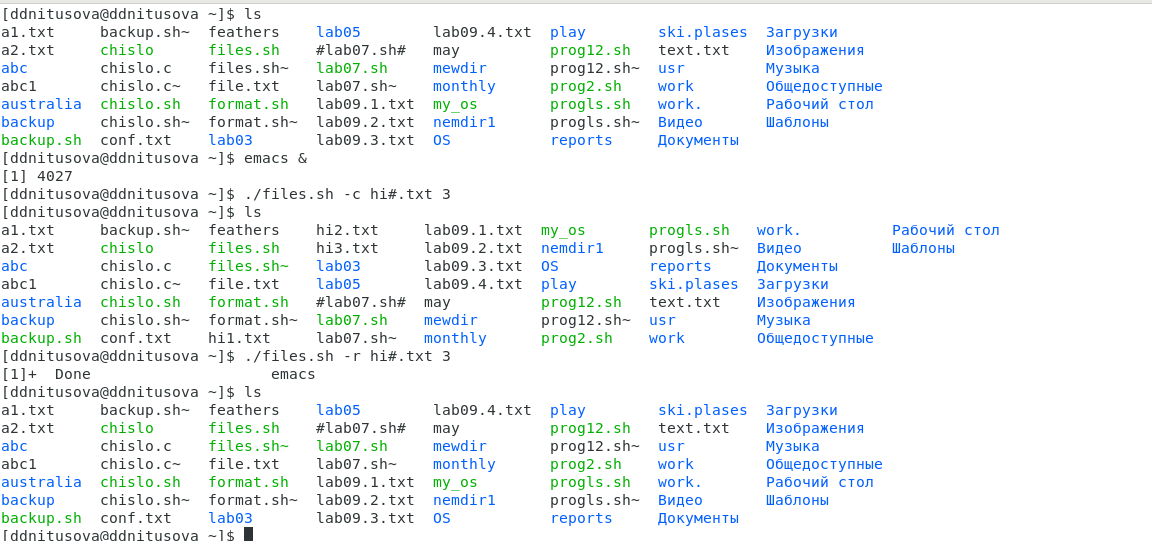 [ddnitusova@ddnitusova ~]$ ls
a1.txt backup.sh~ feathers lab05 lab09.4.txt play ski.plases Загрузки
a2.txt chislo files.sh #lab07.sh# may prog12.sh text.txt Изображения
abc chislo.c files.sh~ lab07.sh mewdir prog12.sh~ usr Музыка
abc1 chislo.c~ file.txt lab07.sh~ monthly prog2.sh work Общедоступные
australia chislo.sh format.sh lab09.1.txt my_os progls.sh work. Рабочий стол
backup chislo.sh~ format.sh~ lab09.2.txt nemdir1 progls.sh~ Видео Шаблоны
backup.sh conf.txt lab03 lab09.3.txt OS reports Документы
[ddnitusova@ddnitusova ~]$ emacs &
[1] 4027
[ddnitusova@ddnitusova ~]$ ./files.sh -c hi#.txt 3
[ddnitusova@ddnitusova ~]$ ls
a1.txt backup.sh~ feathers hi2.txt lab09.1.txt my_os progls.sh work. Рабочий стол
a2.txt chislo files.sh hi3.txt lab09.2.txt nemdir1 progls.sh~ Видео Шаблоны
abc chislo.c files.sh~ lab03 lab09.3.txt OS reports Документы
abc1 chislo.c~ file.txt lab05 lab09.4.txt play ski.plases Загрузки
australia chislo.sh format.sh #lab07.sh# may prog12.sh text.txt Изображения
backup chislo.sh~ format.sh~ lab07.sh mewdir prog12.sh~ usr Музыка
backup.sh conf.txt hi1.txt lab07.sh~ monthly prog2.sh work Общедоступные
[ddnitusova@ddnitusova ~]$ ./files.sh -r hi#.txt 3
[1]+ Done emacs
[ddnitusova@ddnitusova ~]$ ls
a1.txt backup.sh~ feathers lab05 lab09.4.txt play ski.plases Загрузки
a2.txt chislo files.sh #lab07.sh# may prog12.sh text.txt Изображения
abc chislo.c files.sh~ lab07.sh mewdir prog12.sh~ usr Музыка
abc1 chislo.c~ file.txt lab07.sh~ monthly prog2.sh work Общедоступные
australia chislo.sh format.sh lab09.1.txt my_os progls.sh work. Рабочий стол
backup chislo.sh~ format.sh~ lab09.2.txt nemdir1 progls.sh~ Видео Шаблоны
backup.sh conf.txt lab03 lab09.3.txt OS reports Документы
[ddnitusova@ddnitusova ~]$